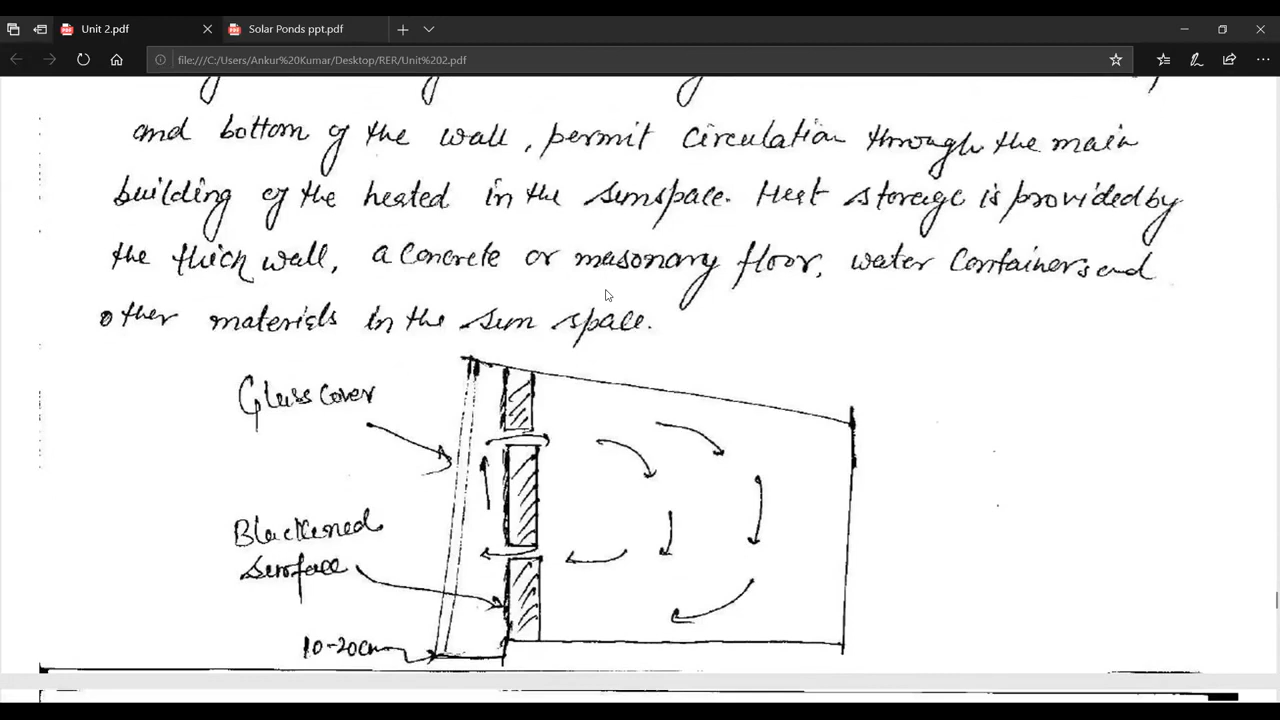 Unit 2.pdf
Solar Ponds ppt.pdf
file:///C:/Users/Ankur%20Kumar/Desktop/RER/Unit%202.pdf
and bottom of the wall, permit circulation through the main
building of the heated in the sunspace. Heat storage is provided by
the thick wall, a concrete or masonary floor, water containers and
other materials in the sun space.
Glass cover
Blackened
surface
10-20cm